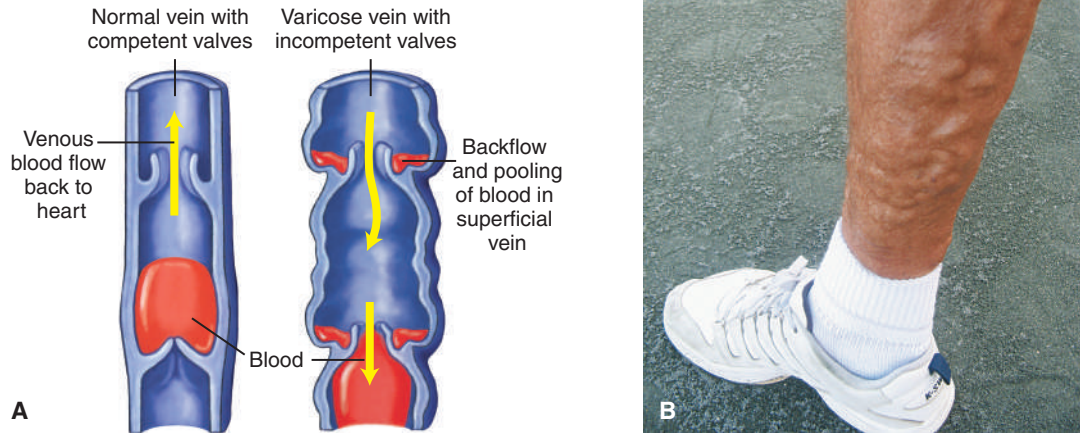 Normal vein with
competent valves
Varicose vein with
incompetent valves
Venous
blood flow
back to
heart
Backflow
and pooling
of blood in
superficial
vein
Blood
A
B